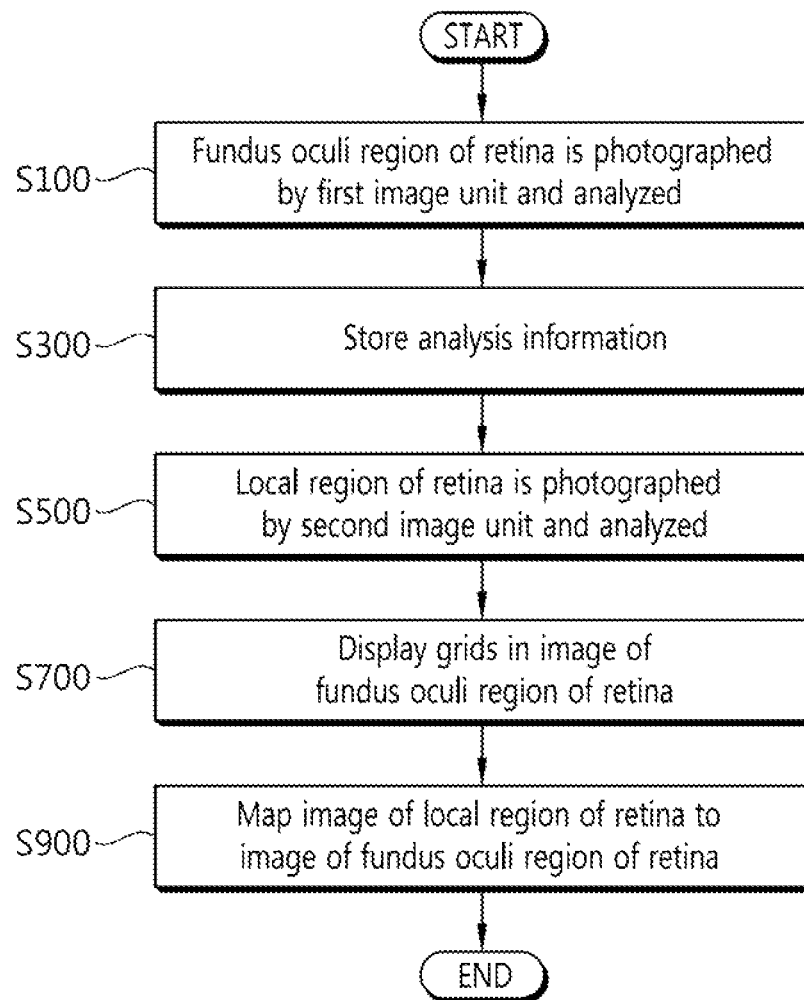 START
S100
Fundus oculi region of retina is photographed
by first image unit and analyzed
S300
Store analysis information
S500
Local region of retina is photographed
by second image unit and analyzed
S700
Display grids in image of
fundus oculi region of retina
S900
Map image of local region of retina to
image of fundus oculi region of retina
END